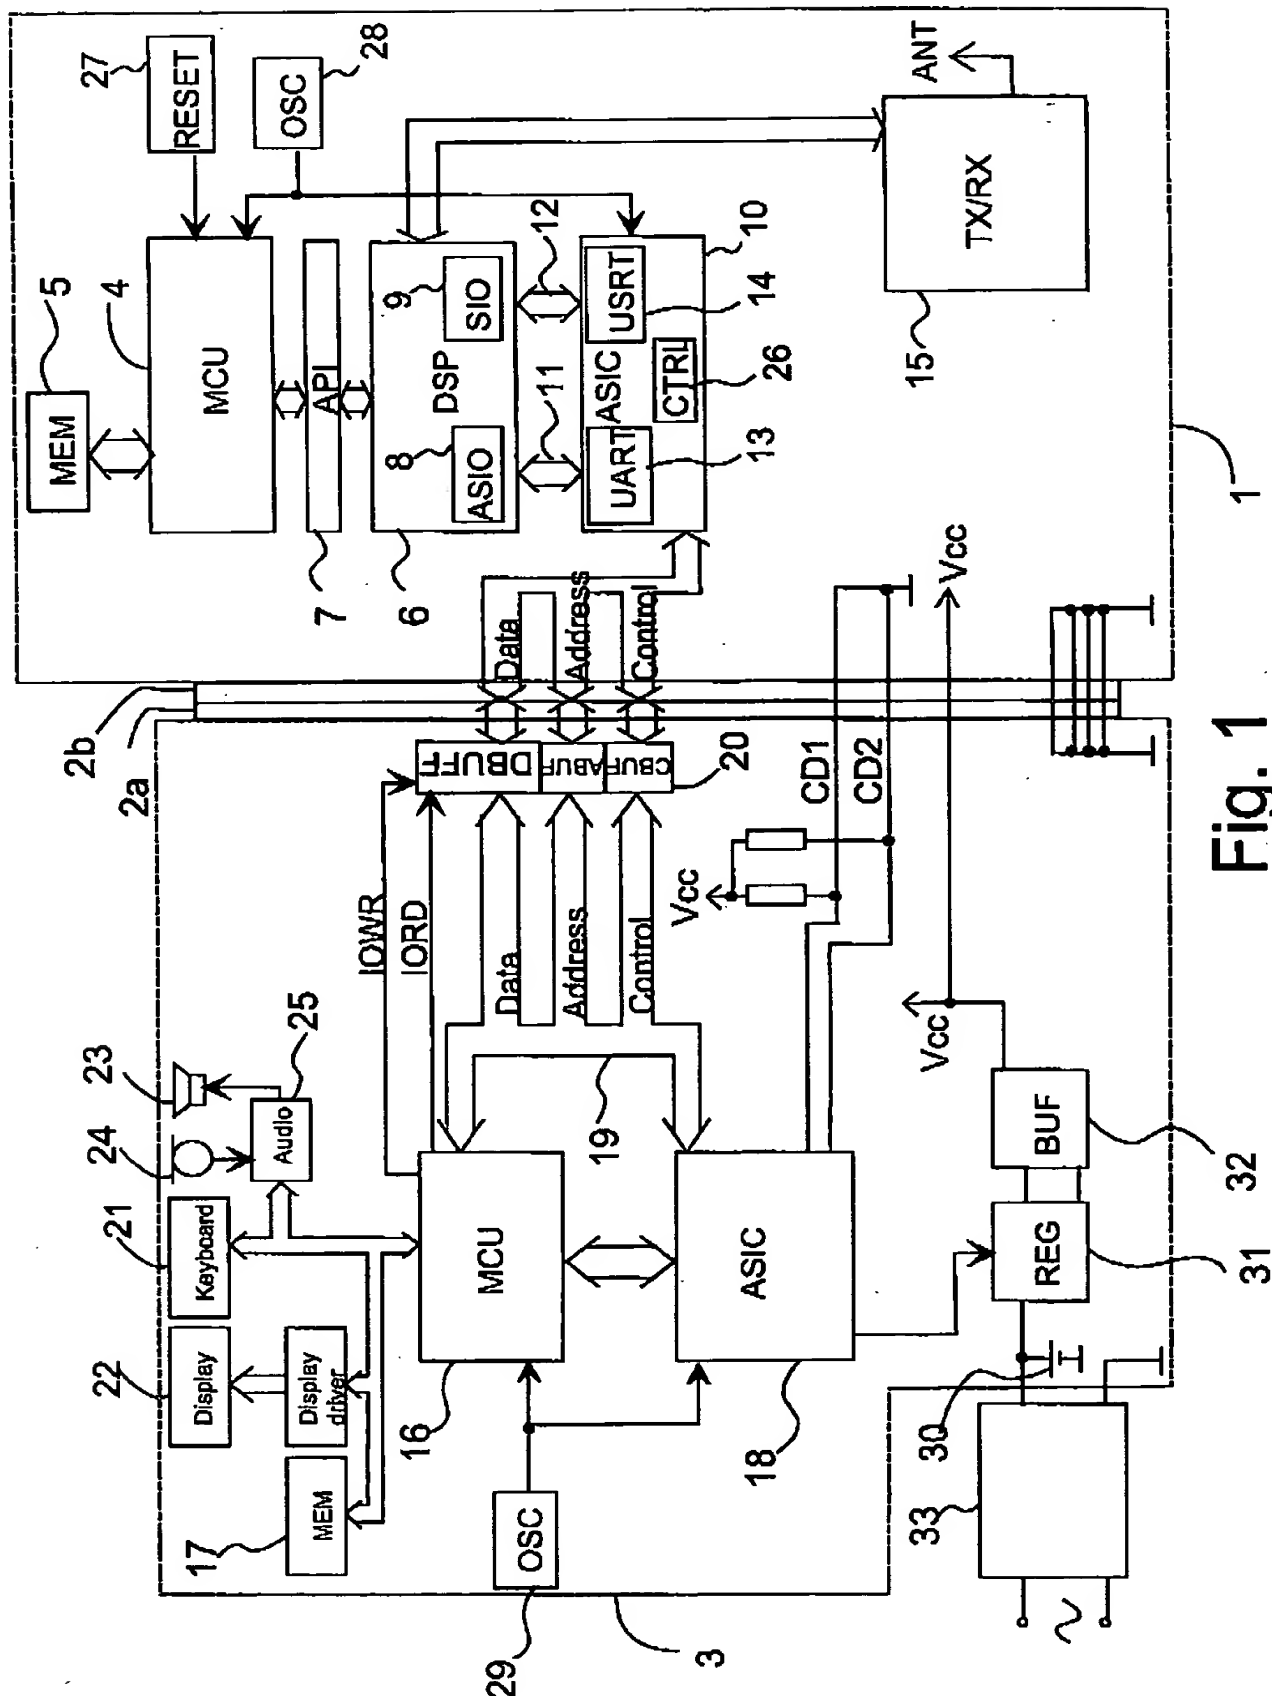 3
29
OSC
17
MEM
22
Display
Display
driver
21
Keyboard
24
23
25
Audio
16
MCU
18
ASIC
19
IOWR
IORD
Data
Address
Control
DBUFF
ABUF
CBUF
20
2a
2b
Data
Address
Control
Vcc
CD1
CD2
Vcc
Vcc
33
30
REG
31
BUF
32
27
RESET
28
OSC
5
MEM
4
MCU
7
API
6
DSP
8
ASIO
9
SIO
11
12
10
ASIC
UART
13
USRT
14
CTRL
26
15
TX/RX
ANT
1
Fig. 1